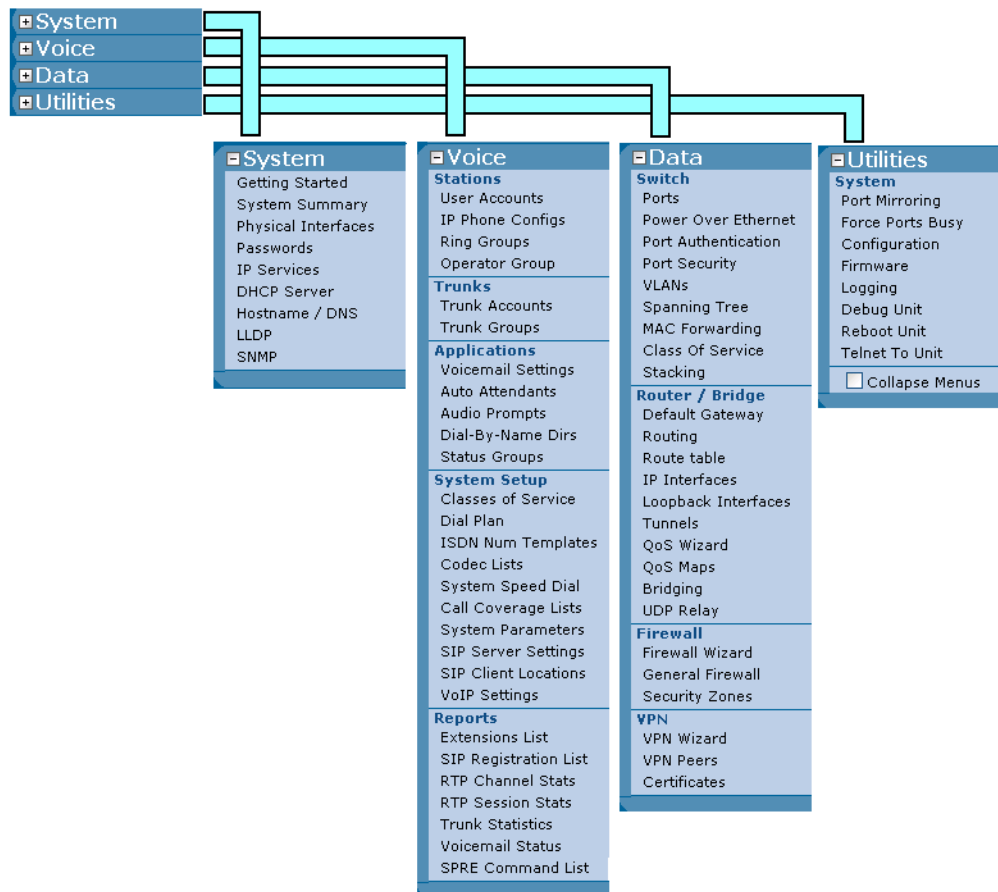 System
Voice
Data
Utilities
System
Getting Started
System Summary
Physical Interfaces
Passwords
IP Services
DHCP Server
Hostname / DNS
LLDP
SNMP
Voice
Stations
User Accounts
IP Phone Configs
Ring Groups
Operator Group
Trunks
Trunk Accounts
Trunk Groups
Applications
Voicemail Settings
Auto Attendants
Audio Prompts
Dial-By-Name Dirs
Status Groups
System Setup
Classes of Service
Dial Plan
ISDN Num Templates
Codec Lists
System Speed Dial
Call Coverage Lists
System Parameters
SIP Server Settings
SIP Client Locations
VoIP Settings
Reports
Extensions List
SIP Registration List
RTP Channel Stats
RTP Session Stats
Trunk Statistics
Voicemail Status
SPRE Command List
Data
Switch
Ports
Power Over Ethernet
Port Authentication
Port Security
VLANs
Spanning Tree
MAC Forwarding
Class Of Service
Stacking
Router / Bridge
Default Gateway
Routing
Route table
IP Interfaces
Loopback Interfaces
Tunnels
QoS Wizard
QoS Maps
Bridging
UDP Relay
Firewall
Firewall Wizard
General Firewall
Security Zones
VPN
VPN Wizard
VPN Peers
Certificates
Utilities
System
Port Mirroring
Force Ports Busy
Configuration
Firmware
Logging
Debug Unit
Reboot Unit
Telnet To Unit
Collapse Menus